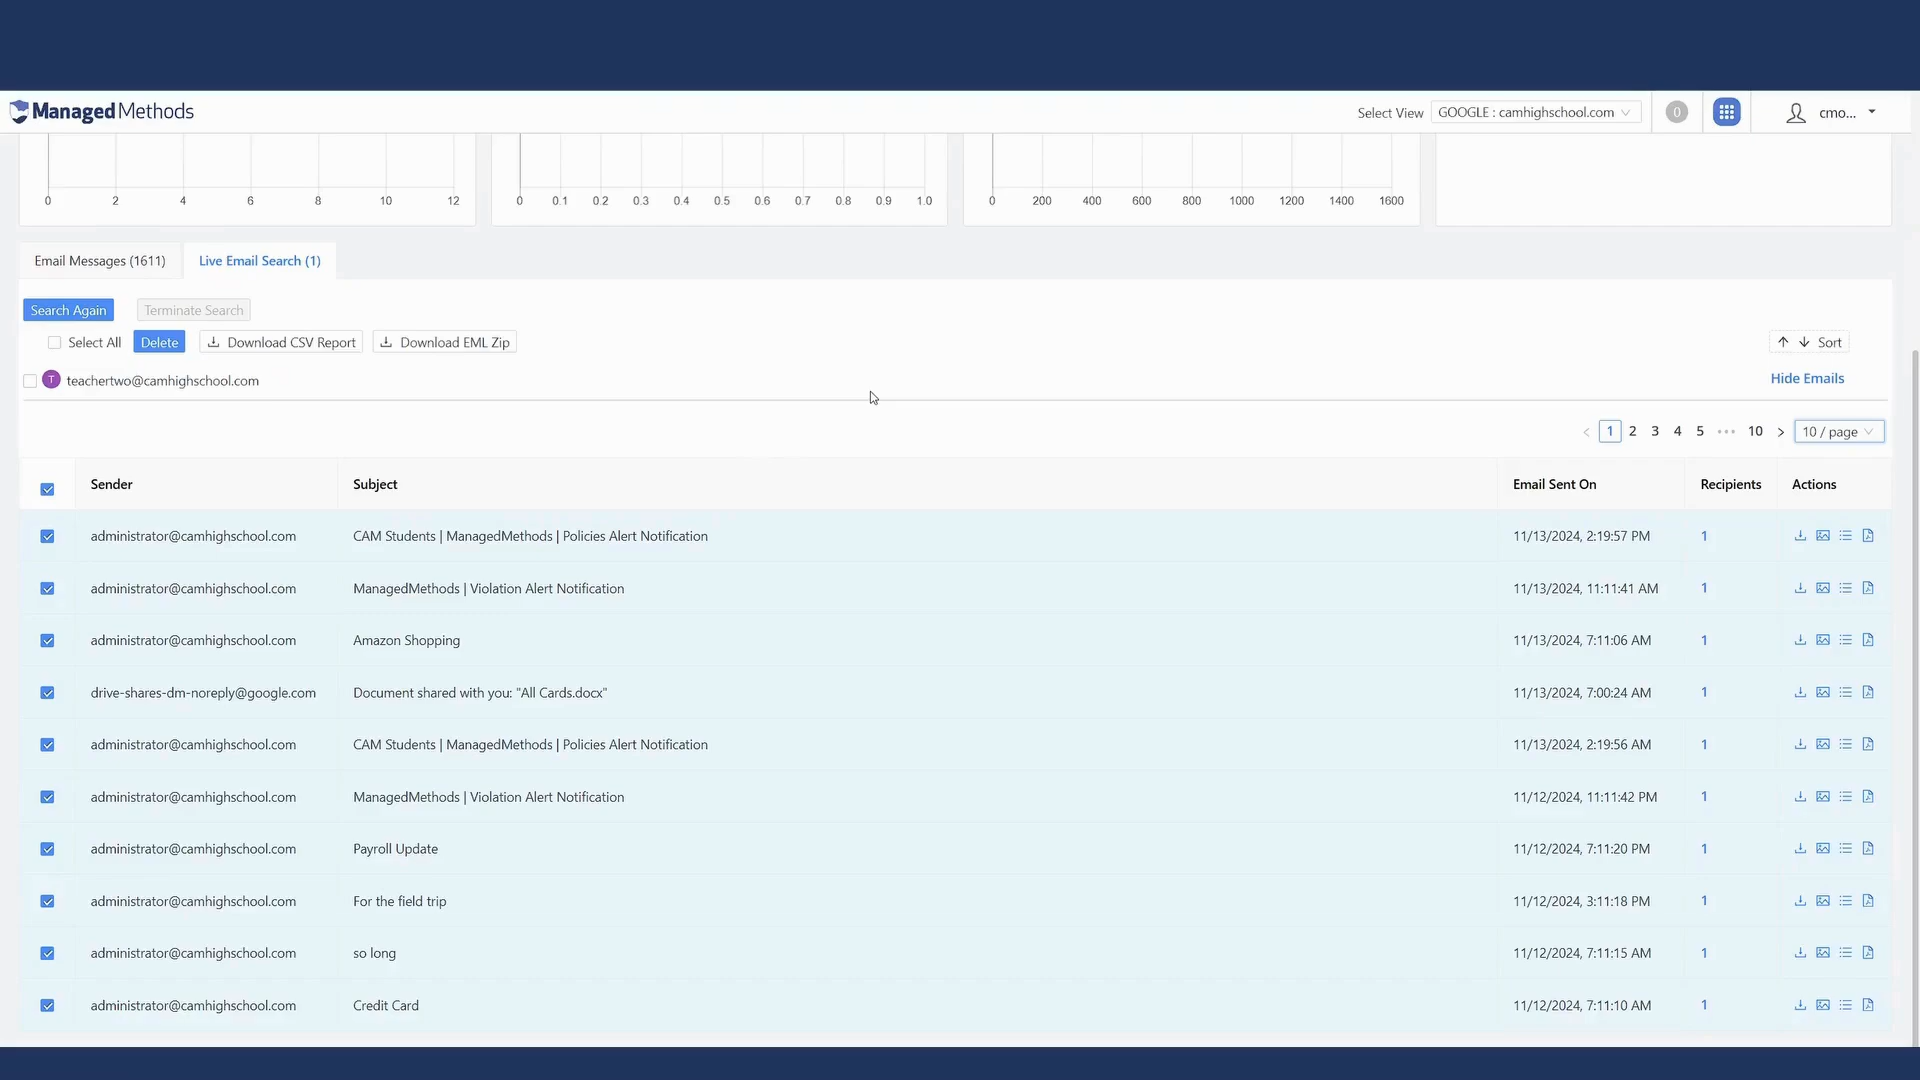 ManagedMethods
Select View GOOGLE : camhighschool.com 0 cmo...
0 2 4 6 8 10 12
0 0.1 0.2 0.3 0.4 0.5 0.6 0.7 0.8 0.9 1.0
0 200 400 600 800 1000 1200 1400 1600
Email Messages (1611) Live Email Search (1)
Search Again Terminate Search
Select All Delete Download CSV Report Download EML Zip Sort
T teachertwo@camhighschool.com Hide Emails
< 1 2 3 4 5 ••• 10 > 10 / page
Sender Subject Email Sent On Recipients Actions
administrator@camhighschool.com CAM Students | ManagedMethods | Policies Alert Notification 11/13/2024, 2:19:57 PM 1
administrator@camhighschool.com ManagedMethods | Violation Alert Notification 11/13/2024, 11:11:41 AM 1
administrator@camhighschool.com Amazon Shopping 11/13/2024, 7:11:06 AM 1
drive-shares-dm-noreply@google.com Document shared with you: "All Cards.docx" 11/13/2024, 7:00:24 AM 1
administrator@camhighschool.com CAM Students | ManagedMethods | Policies Alert Notification 11/13/2024, 2:19:56 AM 1
administrator@camhighschool.com ManagedMethods | Violation Alert Notification 11/12/2024, 11:11:42 PM 1
administrator@camhighschool.com Payroll Update 11/12/2024, 7:11:20 PM 1
administrator@camhighschool.com For the field trip 11/12/2024, 3:11:18 PM 1
administrator@camhighschool.com so long 11/12/2024, 7:11:15 AM 1
administrator@camhighschool.com Credit Card 11/12/2024, 7:11:10 AM 1